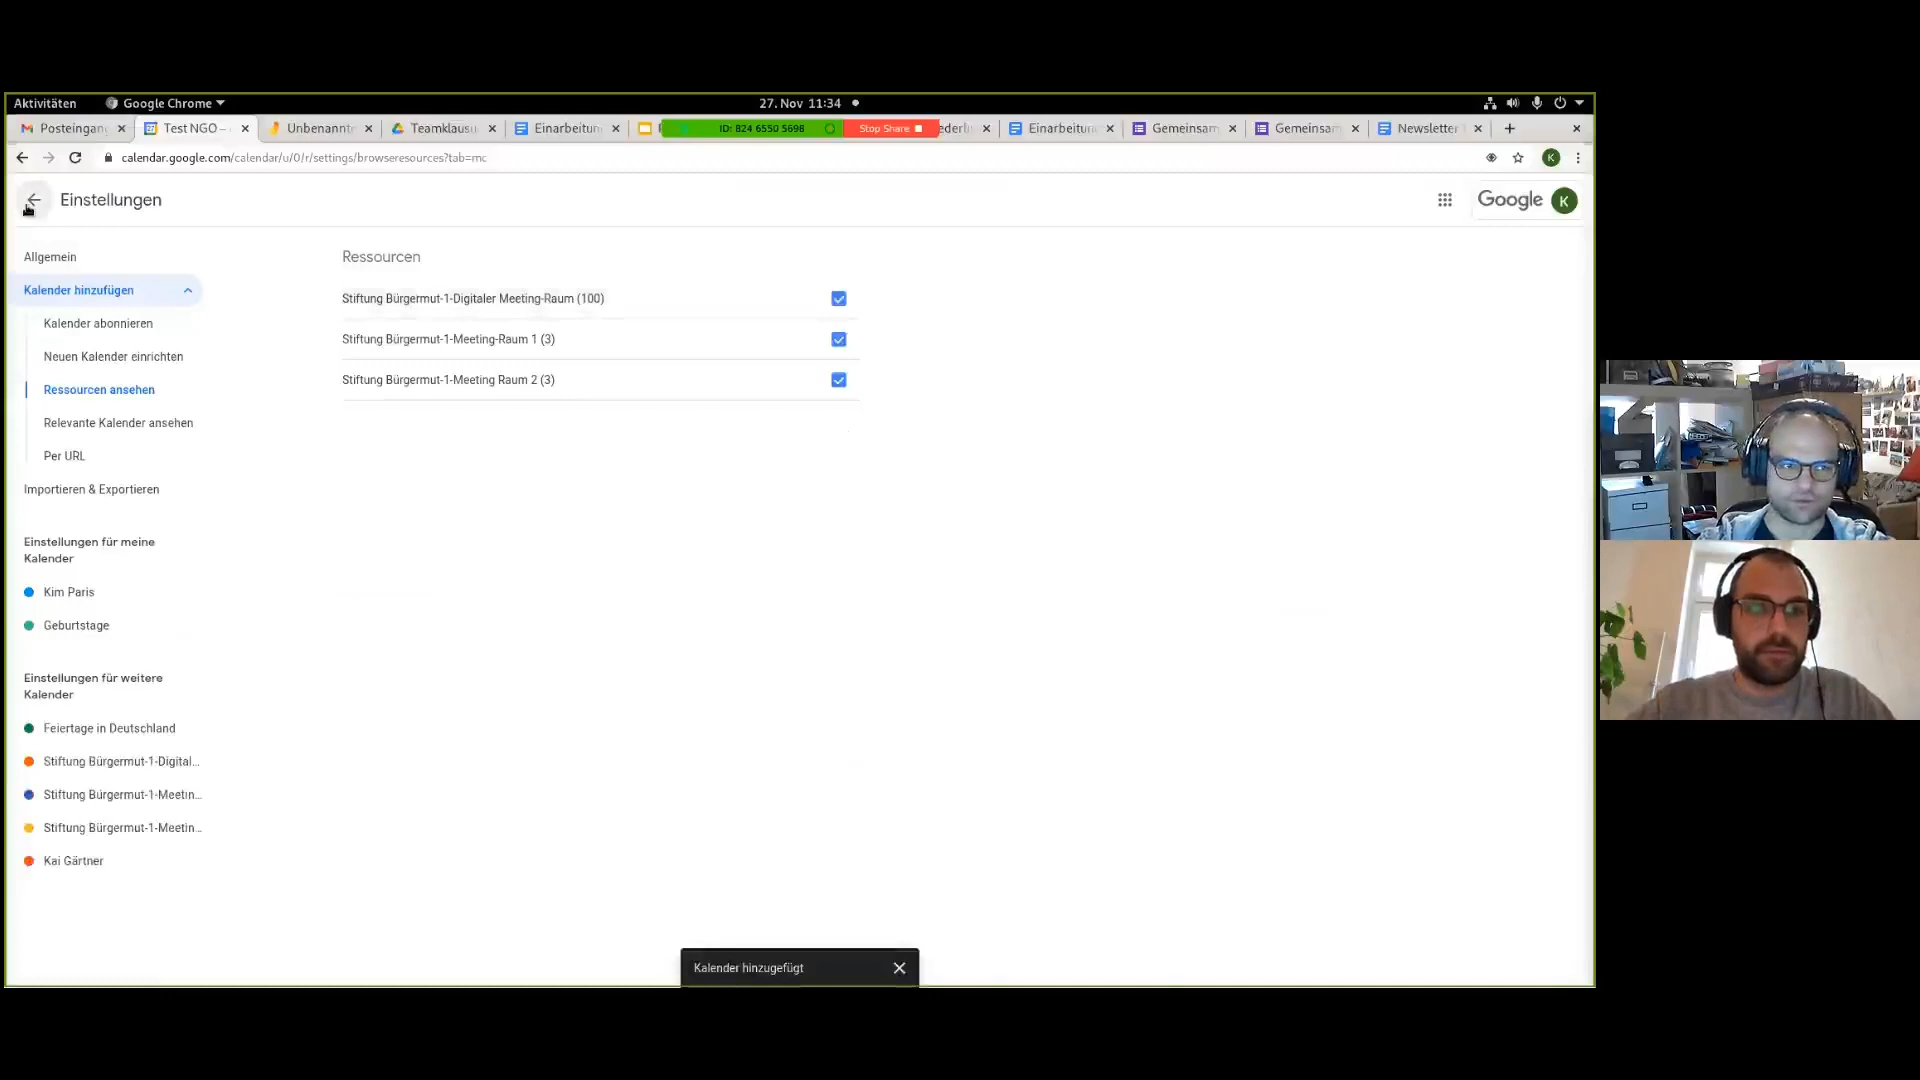 Aktivitäten Google Chrome 27. Nov 11:34
Posteingang Test NGO – Unbenannt Teamklausu Einarbeitun ID: 824 6550 5698 Stop Share ederl Einarbeitun Gemeinsam Gemeinsam Newsletter
calendar.google.com/calendar/u/0/r/settings/browseresources?tab=mc K
Einstellungen Google K
Allgemein
Kalender hinzufügen
Kalender abonnieren
Neuen Kalender einrichten
Ressourcen ansehen
Relevante Kalender ansehen
Per URL
Importieren & Exportieren
Einstellungen für meine
Kalender
Kim Paris
Geburtstage
Einstellungen für weitere
Kalender
Feiertage in Deutschland
Stiftung Bürgermut-1-Digital...
Stiftung Bürgermut-1-Meetin...
Stiftung Bürgermut-1-Meetin...
Kai Gärtner
Ressourcen
Stiftung Bürgermut-1-Digitaler Meeting-Raum (100)
Stiftung Bürgermut-1-Meeting-Raum 1 (3)
Stiftung Bürgermut-1-Meeting Raum 2 (3)
Kalender hinzugefügt